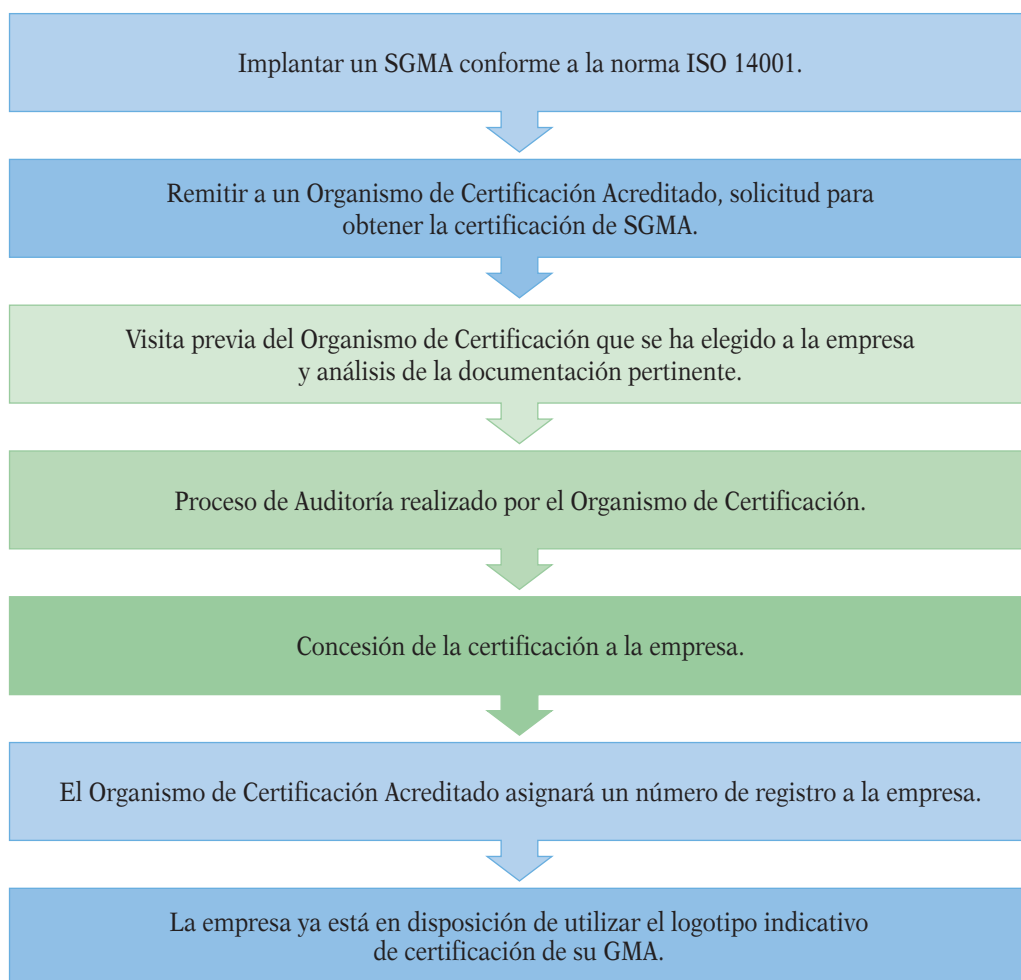 Implantar un SGMA conforme a la norma ISO 14001.
Remitir a un Organismo de Certificación Acreditado, solicitud para
obtener la certificación de SGMA.
Visita previa del Organismo de Certificación que se ha elegido a la empresa
y análisis de la documentación pertinente.
Proceso de Auditoría realizado por el Organismo de Certificación.
Concesión de la certificación a la empresa.
El Organismo de Certificación Acreditado asignará un número de registro a la empresa.
La empresa ya está en disposición de utilizar el logotipo indicativo
de certificación de su GMA.